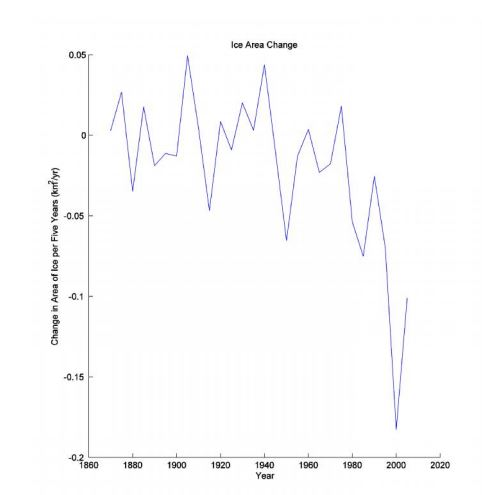 Ice Area Change
Change in Area of Ice per Five Years (km²/yr)
0.05
0
-0.05
-0.1
-0.15
-0.2
1860 1880 1900 1920 1940 1960 1980 2000 2020
Year